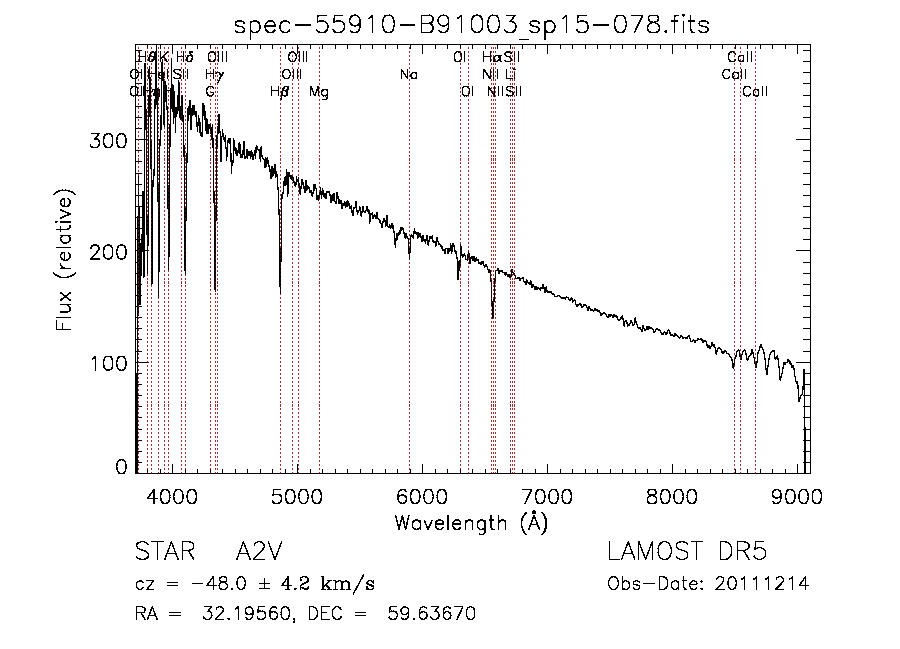 spec−55910−B91003_sp15−078.fits
Hθ K Hδ OIII OIII OI Hα SII CaII
OII Hη SII Hγ OIII Na NII Li CaII
OII G Hβ Mg OI NII SII CaII
300
200
100
0
Flux (relative)
4000 5000 6000 7000 8000 9000
Wavelength (Å)
STAR A2V LAMOST DR5
cz = −48.0 ± 4.2 km/s Obs−Date: 20111214
RA = 32.19560, DEC = 59.63670